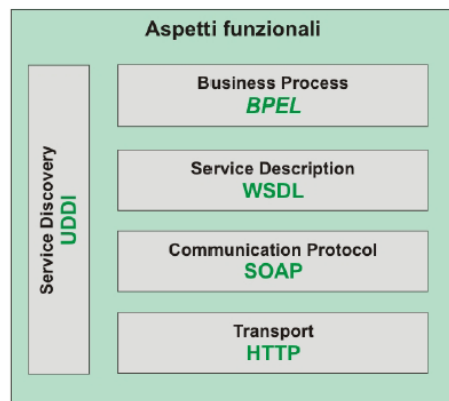 Aspetti funzionali
Service Discovery
UDDI
Business Process
BPEL
Service Description
WSDL
Communication Protocol
SOAP
Transport
HTTP